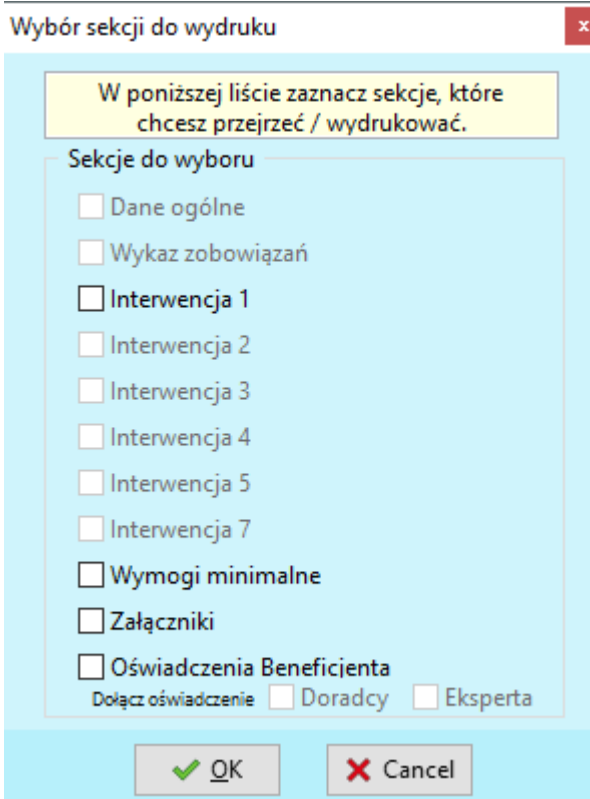 Wybór sekcji do wydruku
x
W poniższej liście zaznacz sekcje, które
chcesz przejrzeć / wydrukować.
Sekcje do wyboru
Dane ogólne
Wykaz zobowiązań
Interwencja 1
Interwencja 2
Interwencja 3
Interwencja 4
Interwencja 5
Interwencja 7
Wymogi minimalne
Załączniki
Oświadczenia Beneficjenta
Dołącz oświadczenie Doradcy Eksperta
OK Cancel